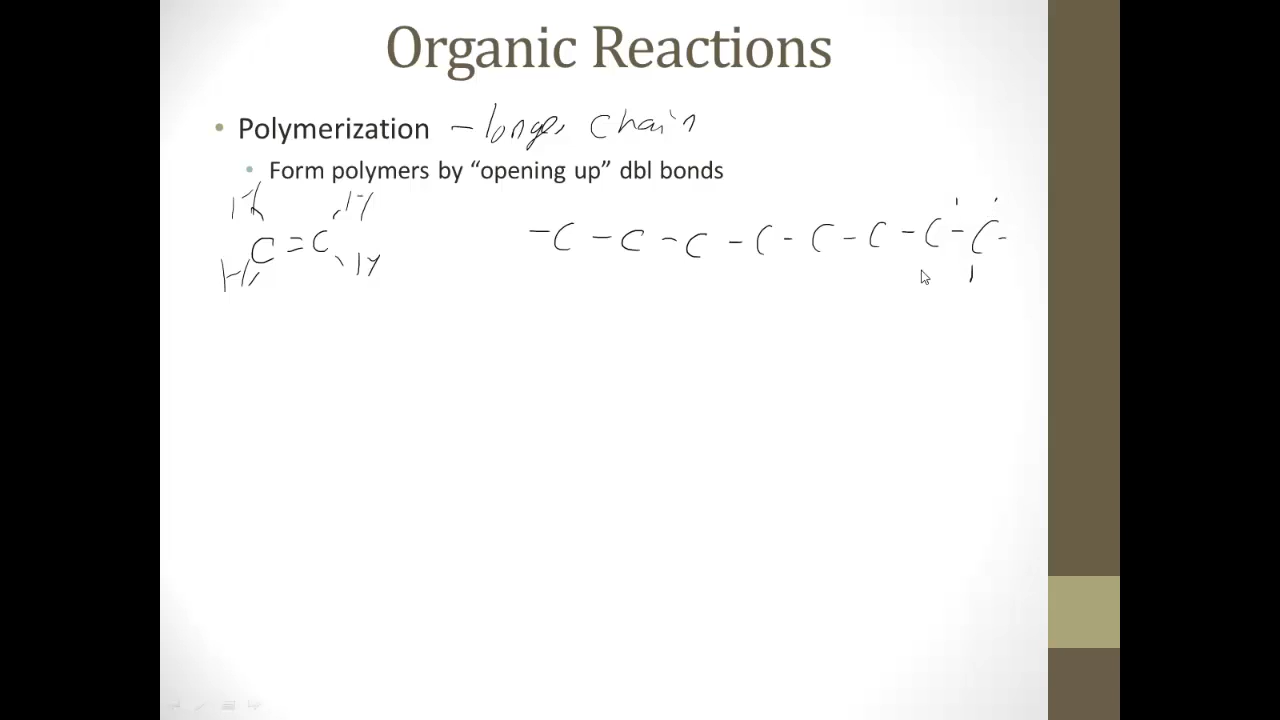 Organic Reactions
• Polymerization – longer chain
• Form polymers by “opening up” dbl bonds
H H
C = C – C – C – C – C – C – C – C – C –
H H